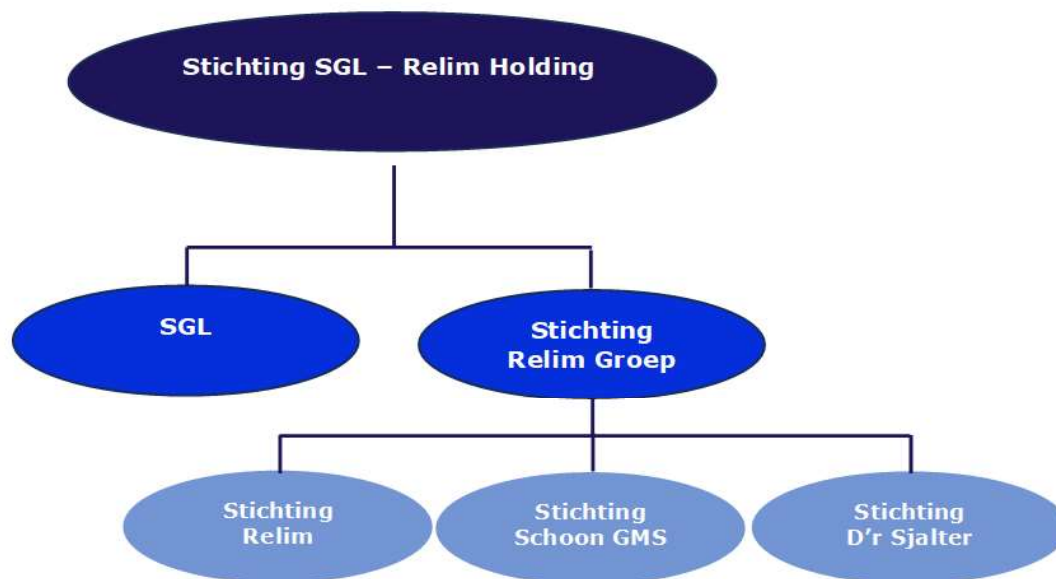 Stichting SGL – Relim Holding
SGL
Stichting
Relim Groep
Stichting
Relim
Stichting
Schoon GMS
Stichting
D’r Sjalter